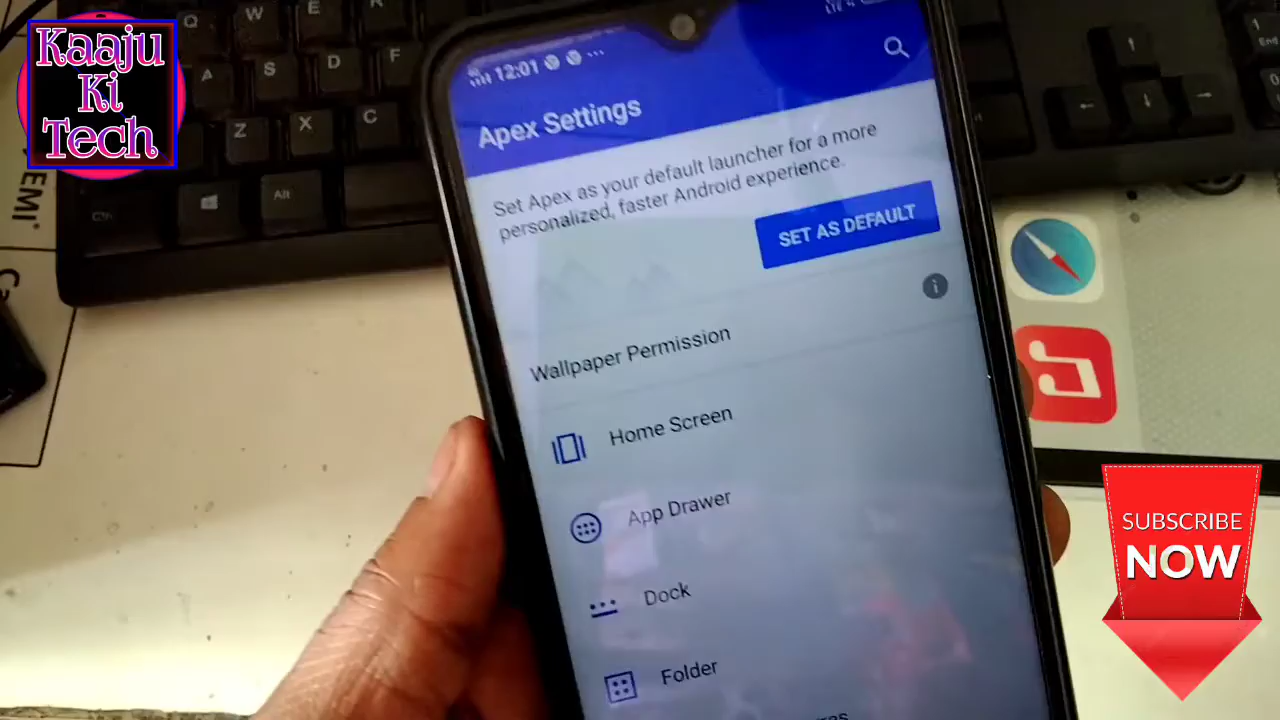 Kaaju
Ki
Tech
12:01
Apex Settings
Set Apex as your default launcher for a more
personalized, faster Android experience.
SET AS DEFAULT
Wallpaper Permission
Home Screen
App Drawer
Dock
Folder
SUBSCRIBE
NOW
Q
W
E
A
S
D
F
Z
X
C
Alt